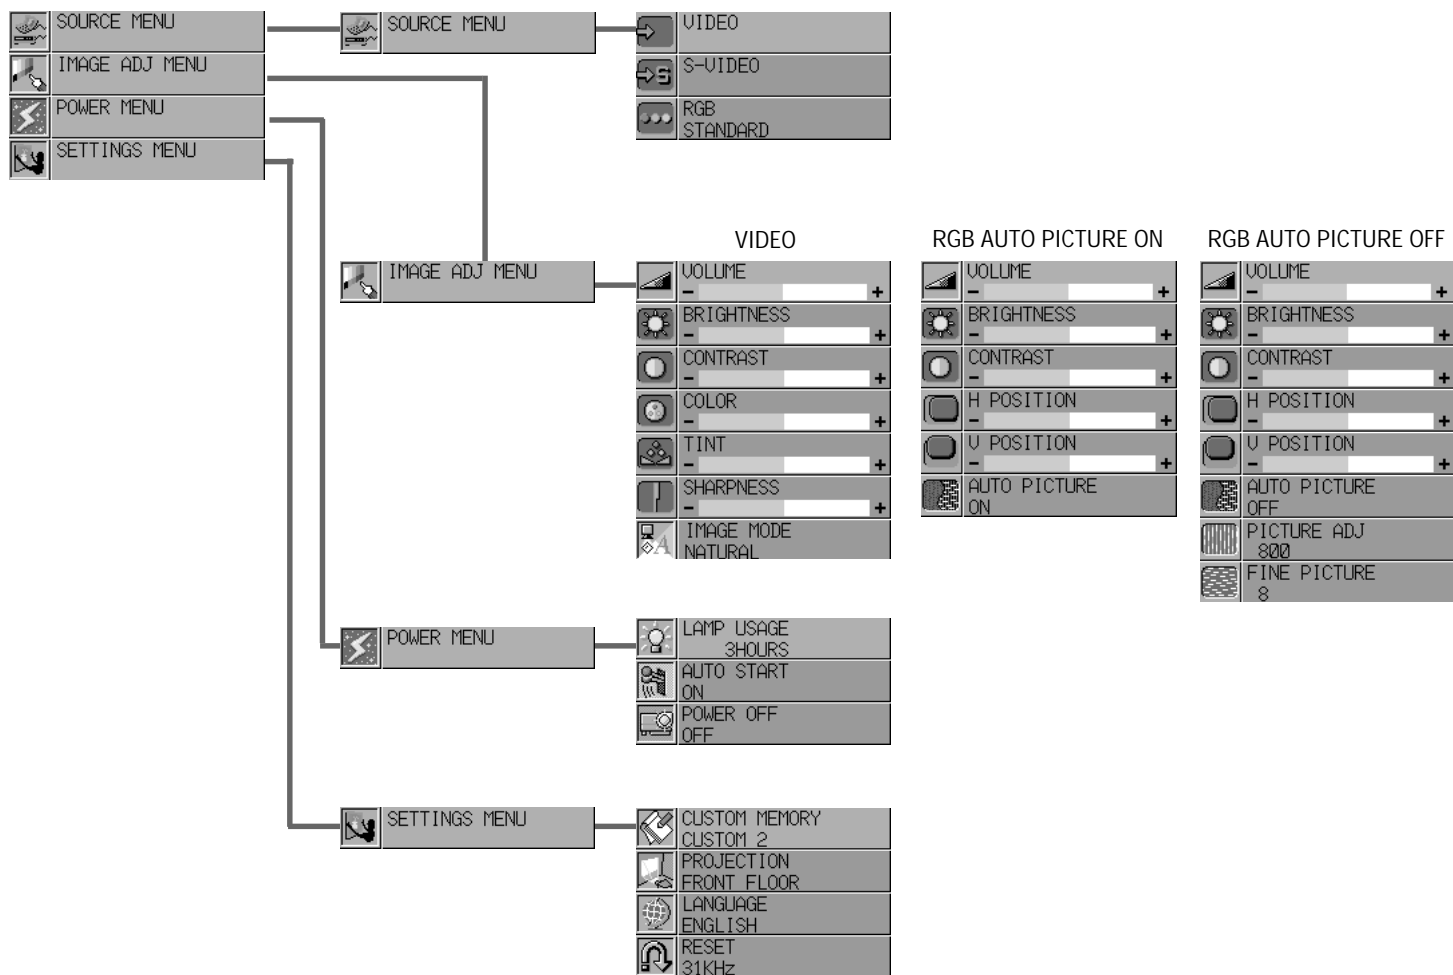 SOURCE MENU
IMAGE ADJ MENU
POWER MENU
SETTINGS MENU
SOURCE MENU
VIDEO
S-VIDEO
RGB
STANDARD
IMAGE ADJ MENU
VIDEO
VOLUME
- +
BRIGHTNESS
- +
CONTRAST
- +
COLOR
- +
TINT
- +
SHARPNESS
- +
IMAGE MODE
NATURAL
RGB AUTO PICTURE ON
VOLUME
- +
BRIGHTNESS
- +
CONTRAST
- +
H POSITION
- +
V POSITION
- +
AUTO PICTURE
ON
RGB AUTO PICTURE OFF
VOLUME
- +
BRIGHTNESS
- +
CONTRAST
- +
H POSITION
- +
V POSITION
- +
AUTO PICTURE
OFF
PICTURE ADJ
800
FINE PICTURE
8
POWER MENU
LAMP USAGE
3HOURS
AUTO START
ON
POWER OFF
OFF
SETTINGS MENU
CUSTOM MEMORY
CUSTOM 2
PROJECTION
FRONT FLOOR
LANGUAGE
ENGLISH
RESET
31KHz